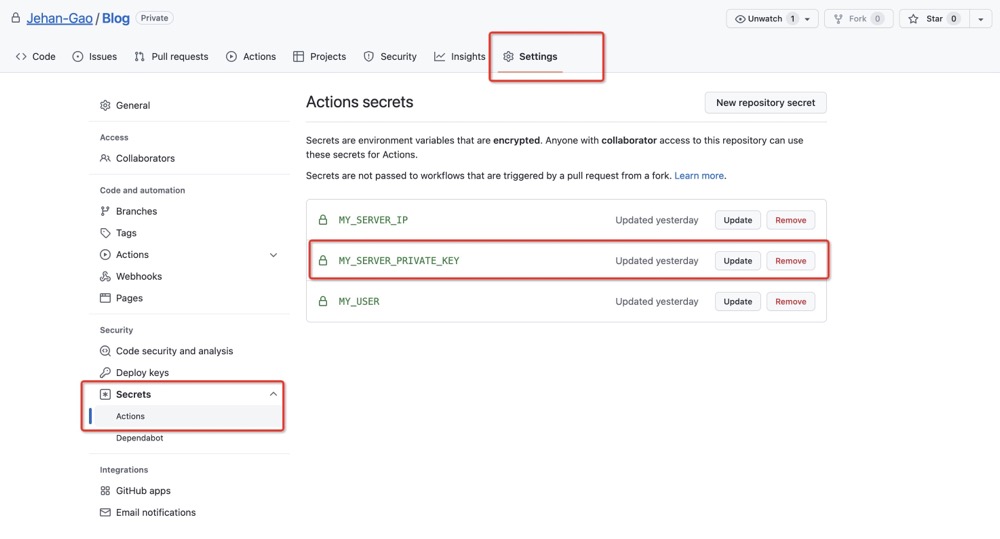 Jehan-Gao / Blog Private
Unwatch 1
Fork 0
Star 0
Code
Issues
Pull requests
Actions
Projects
Security
Insights
Settings
General
Access
Collaborators
Code and automation
Branches
Tags
Actions
Webhooks
Pages
Security
Code security and analysis
Deploy keys
Secrets
Actions
Dependabot
Integrations
GitHub apps
Email notifications
Actions secrets
New repository secret
Secrets are environment variables that are encrypted. Anyone with collaborator access to this repository can use
these secrets for Actions.
Secrets are not passed to workflows that are triggered by a pull request from a fork. Learn more.
MY_SERVER_IP Updated yesterday Update Remove
MY_SERVER_PRIVATE_KEY Updated yesterday Update Remove
MY_USER Updated yesterday Update Remove